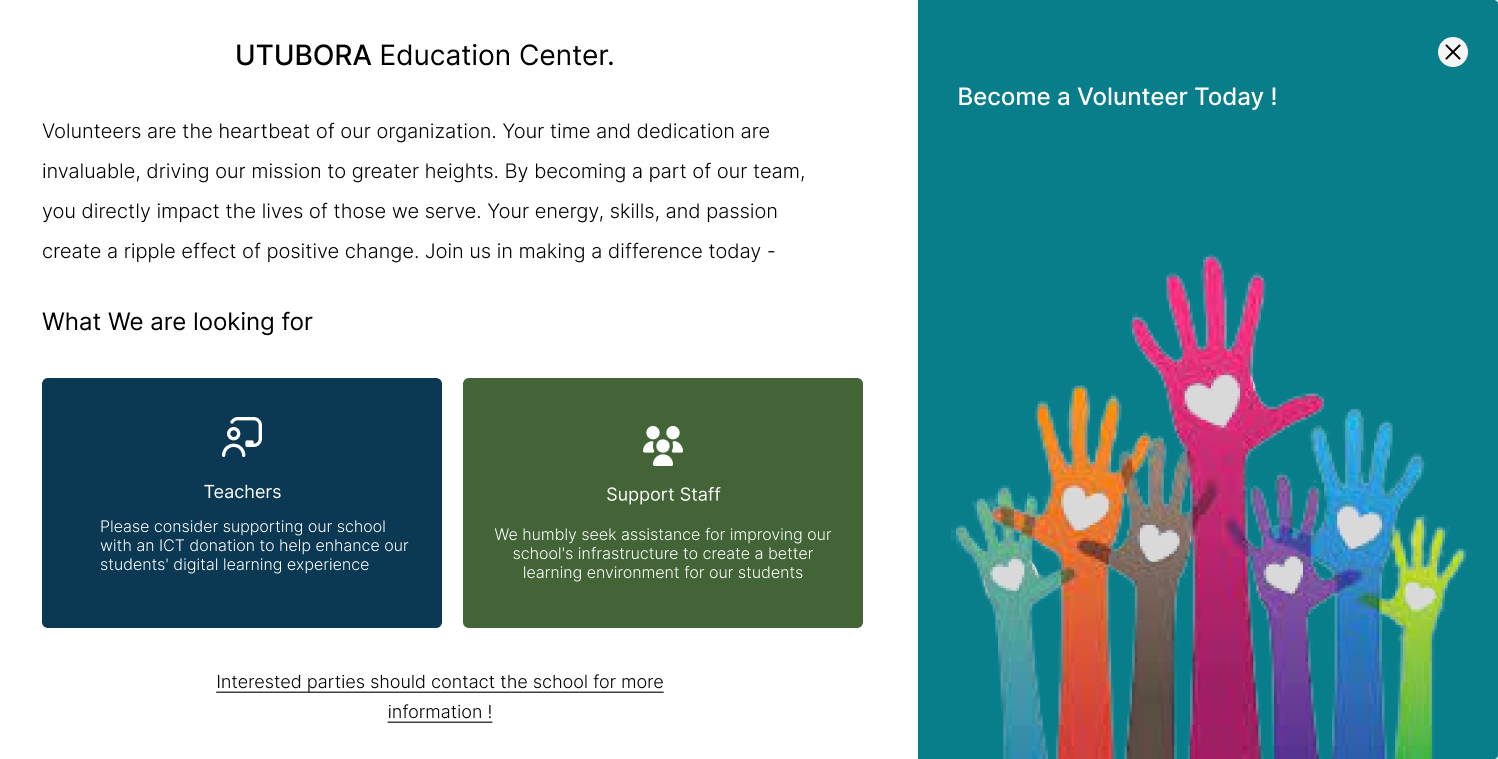 UTUBORA Education Center.
Volunteers are the heartbeat of our organization. Your time and dedication are
invaluable, driving our mission to greater heights. By becoming a part of our team,
you directly impact the lives of those we serve. Your energy, skills, and passion
create a ripple effect of positive change. Join us in making a difference today -
What We are looking for
Teachers
Please consider supporting our school
with an ICT donation to help enhance our
students' digital learning experience
Support Staff
We humbly seek assistance for improving our
school's infrastructure to create a better
learning environment for our students
Interested parties should contact the school for more
information !
Become a Volunteer Today !